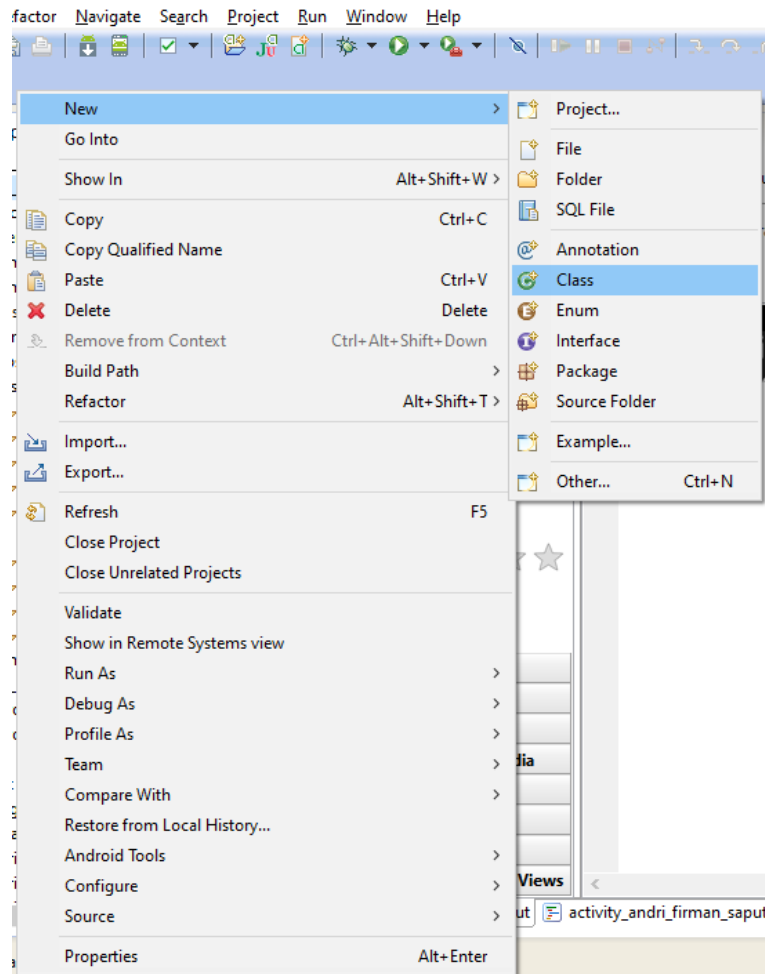 efactor Navigate Search Project Run Window Help
New
Go Into
Show In Alt+Shift+W
Copy Ctrl+C
Copy Qualified Name
Paste Ctrl+V
Delete Delete
Remove from Context Ctrl+Alt+Shift+Down
Build Path
Refactor Alt+Shift+T
Import...
Export...
Refresh F5
Close Project
Close Unrelated Projects
Validate
Show in Remote Systems view
Run As
Debug As
Profile As
Team
Compare With
Restore from Local History...
Android Tools
Configure
Source
Properties Alt+Enter
Project...
File
Folder
SQL File
Annotation
Class
Enum
Interface
Package
Source Folder
Example...
Other... Ctrl+N
dia
Views
ut activity_andri_firman_saput